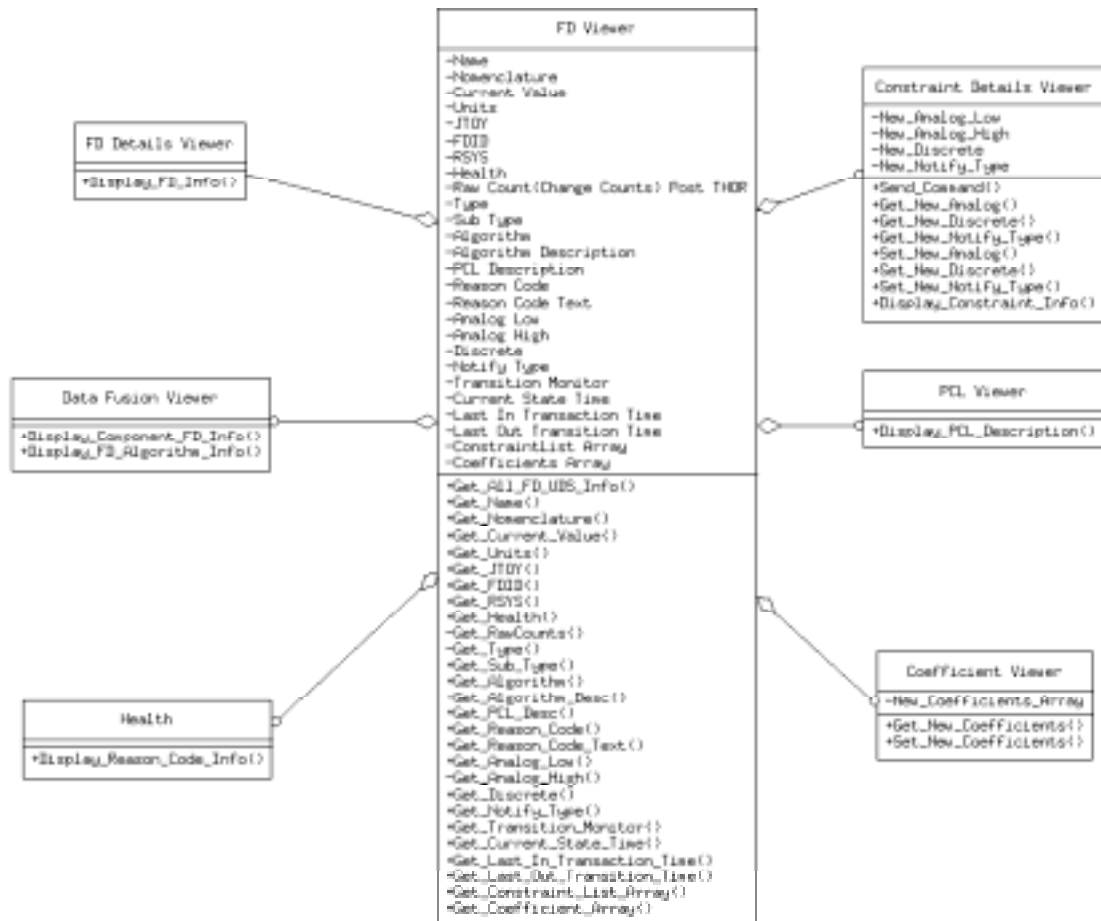 FD Viewer
-Name
-Nomenclature
-Current Value
-Units
-JTOY
-FDID
-RSYS
-Health
-Raw Count(Change Counts) Post THOR
-Type
-Sub Type
-Algorithm
-Algorithm Description
-PCL Description
-Reason Code
-Reason Code Text
-Analog Low
-Analog High
-Discrete
-Notify Type
-Transition Monitor
-Current State Time
-Last In Transaction Time
-Last Out Transition Time
-ConstraintList Array
-Coefficients Array
+Get_All_FD_UDS_Info()
+Get_Name()
+Get_Nomenclature()
+Get_Current_Value()
+Get_Units()
+Get_JTOY()
+Get_FDID()
+Get_RSYS()
+Get_Health()
-Get_RawCounts()
-Get_Type()
+Get_Sub_Type()
+Get_Algorithm()
-Get_Algorithm_Desc()
+Get_PCL_Desc()
+Get_Reason_Code()
+Get_Reason_Code_Text()
+Get_Analog_Low()
-Get_Analog_High()
+Get_Discrete()
+Get_Notify_Type()
+Get_Transition_Monitor()
+Get_Current_State_Time()
+Get_Last_In_Transaction_Time()
+Get_Last_Out_Transition_Time()
+Get_Constraint_List_Array()
+Get_Coefficient_Array()
FD Details Viewer
+Display_FD_Info()
Data Fusion Viewer
+Display_Component_FD_Info()
+Display_FD_Algorithm_Info()
Health
+Display_Reason_Code_Info()
Constraint Details Viewer
-New_Analog_Low
-New_Analog_High
-New_Discrete
-New_Notify_Type
+Send_Command()
+Get_New_Analog()
+Get_New_Discrete()
+Get_New_Notify_Type()
+Set_New_Analog()
+Set_New_Discrete()
+Set_New_Notify_Type()
+Display_Constraint_Info()
PCL Viewer
+Display_PCL_Description()
Coefficient Viewer
-New_Coefficients_Array
+Get_New_Coefficients()
+Set_New_Coefficients()